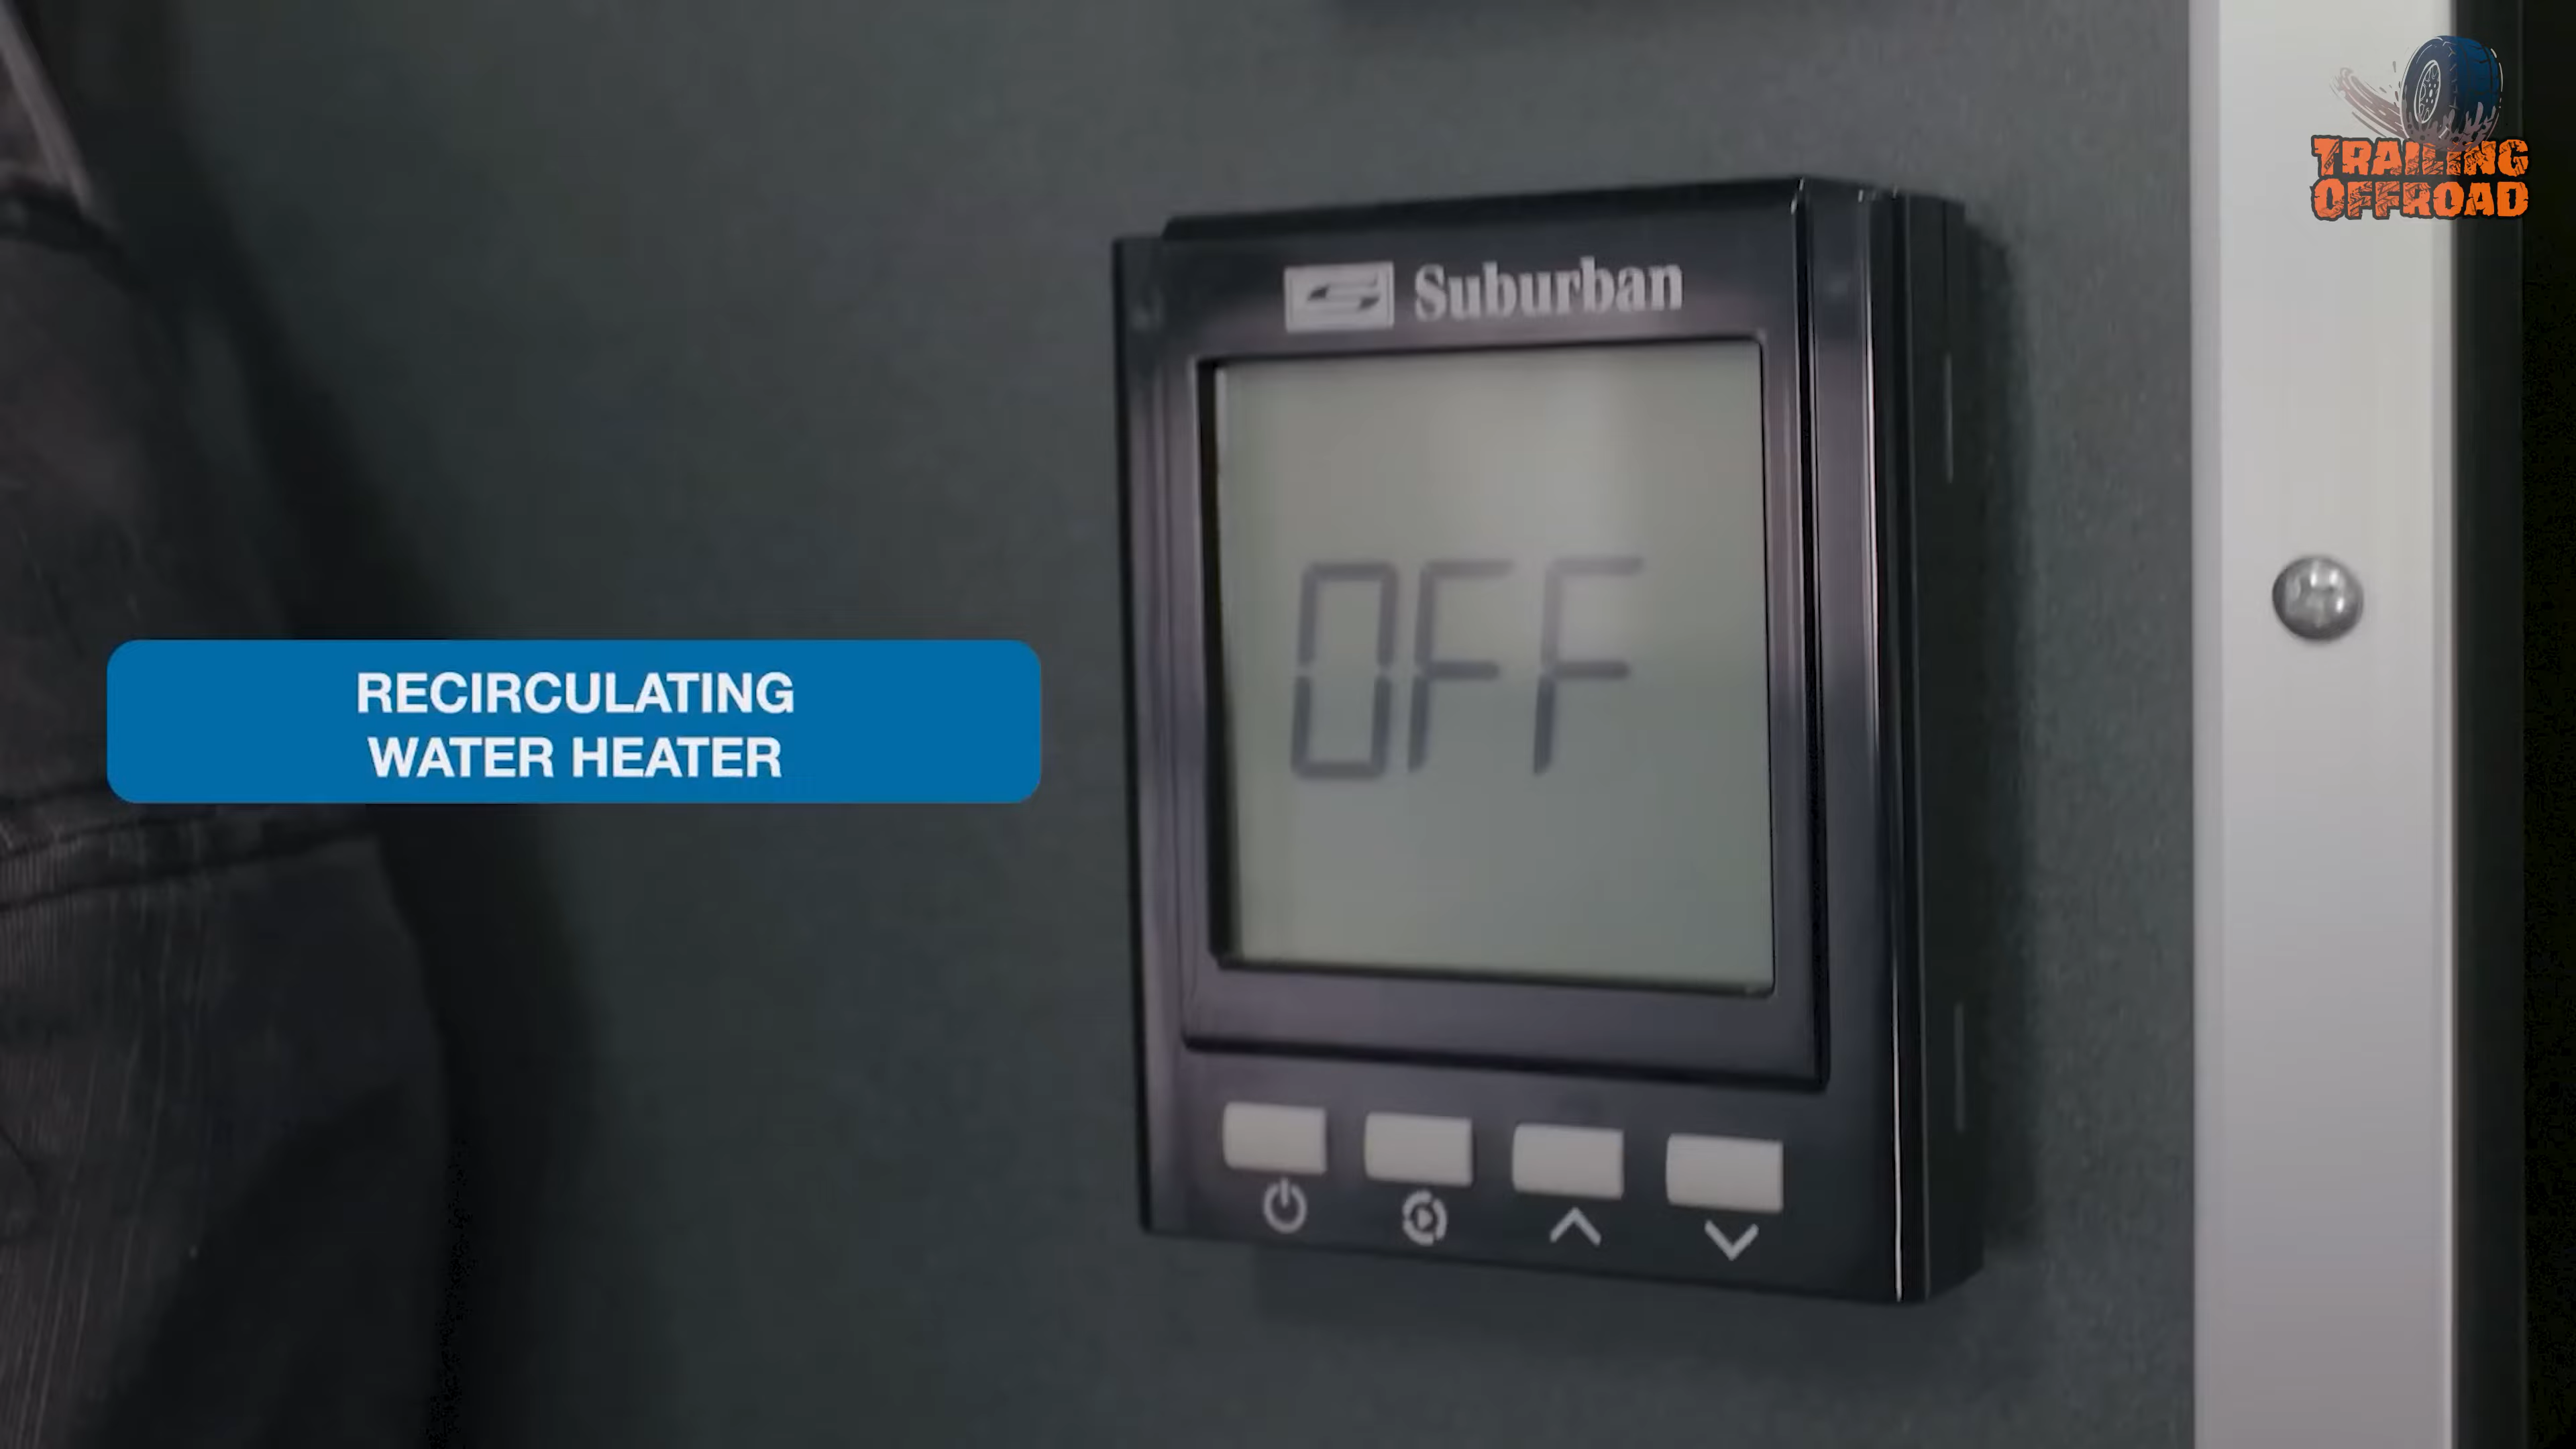 TRAILING
OFFROAD
Suburban
OFF
RECIRCULATING
WATER HEATER